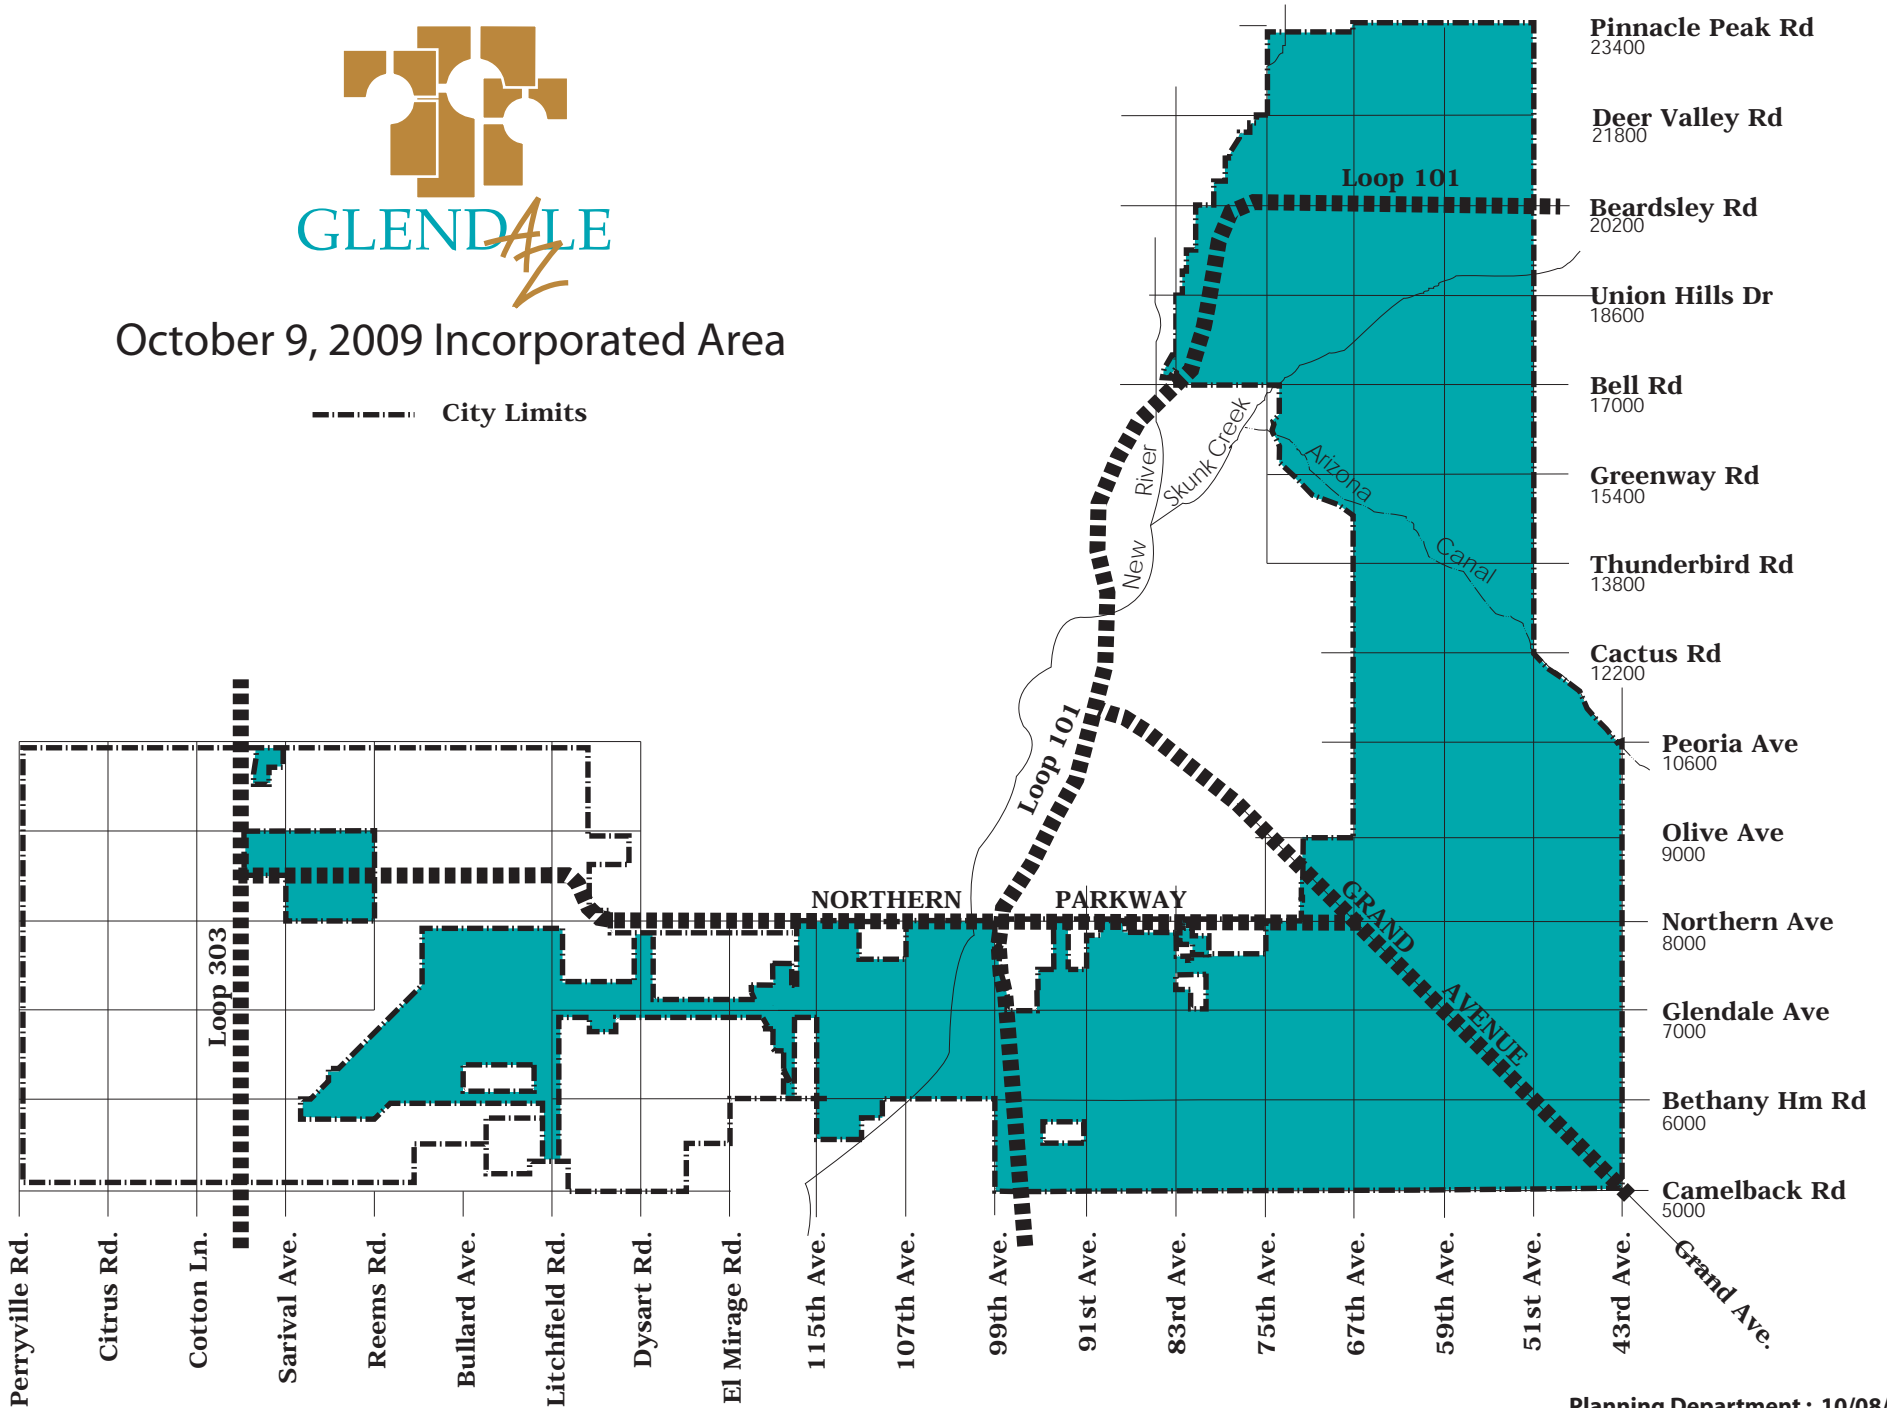 GLENDALE
AZ
October 9, 2009 Incorporated Area
City Limits
Pinnacle Peak Rd
23400
Deer Valley Rd
21800
Loop 101
Beardsley Rd
20200
Union Hills Dr
18600
Bell Rd
17000
Skunk Creek
River
New
Arizona
Canal
Greenway Rd
15400
Thunderbird Rd
13800
Cactus Rd
12200
Loop 101
Peoria Ave
10600
Olive Ave
9000
NORTHERN PARKWAY
GRAND
AVENUE
Northern Ave
8000
Loop 303
Glendale Ave
7000
Bethany Hm Rd
6000
Camelback Rd
5000
Perryville Rd.
Citrus Rd.
Cotton Ln.
Sarival Ave.
Reems Rd.
Bullard Ave.
Litchfield Rd.
Dysart Rd.
El Mirage Rd.
115th Ave.
107th Ave.
99th Ave.
91st Ave.
83rd Ave.
75th Ave.
67th Ave.
59th Ave.
51st Ave.
43rd Ave.
Grand Ave.
Planning Department : 10/08/